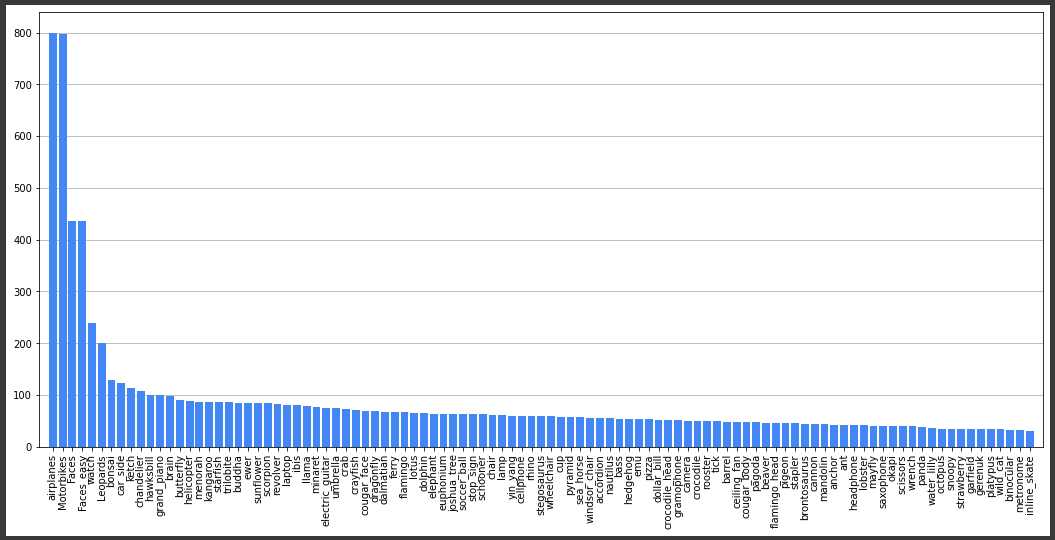 800
700
600
500
400
300
200
100
0
airplanes
Motorbikes
Faces
Faces_easy
watch
Leopards
bonsai
car_side
ketch
chandelier
hawksbill
grand_piano
brain
butterfly
helicopter
menorah
kangaroo
starfish
trilobite
buddha
ewer
sunflower
scorpion
revolver
laptop
ibis
llama
minaret
electric_guitar
umbrella
crab
crayfish
cougar_face
dragonfly
dalmatian
ferry
flamingo
lotus
dolphin
elephant
euphonium
joshua_tree
soccer_ball
stop_sign
schooner
chair
lamp
yin_yang
cellphone
rhino
stegosaurus
wheelchair
cup
pyramid
sea_horse
windsor_chair
accordion
nautilus
bass
hedgehog
emu
pizza
dollar_bill
crocodile_head
gramophone
camera
crocodile
rooster
tick
barrel
ceiling_fan
cougar_body
pagoda
beaver
flamingo_head
pigeon
stapler
brontosaurus
cannon
mandolin
anchor
ant
headphone
lobster
mayfly
saxophone
okapi
scissors
wrench
panda
water_lilly
octopus
snoopy
strawberry
garfield
gerenuk
platypus
wild_cat
binocular
metronome
inline_skate